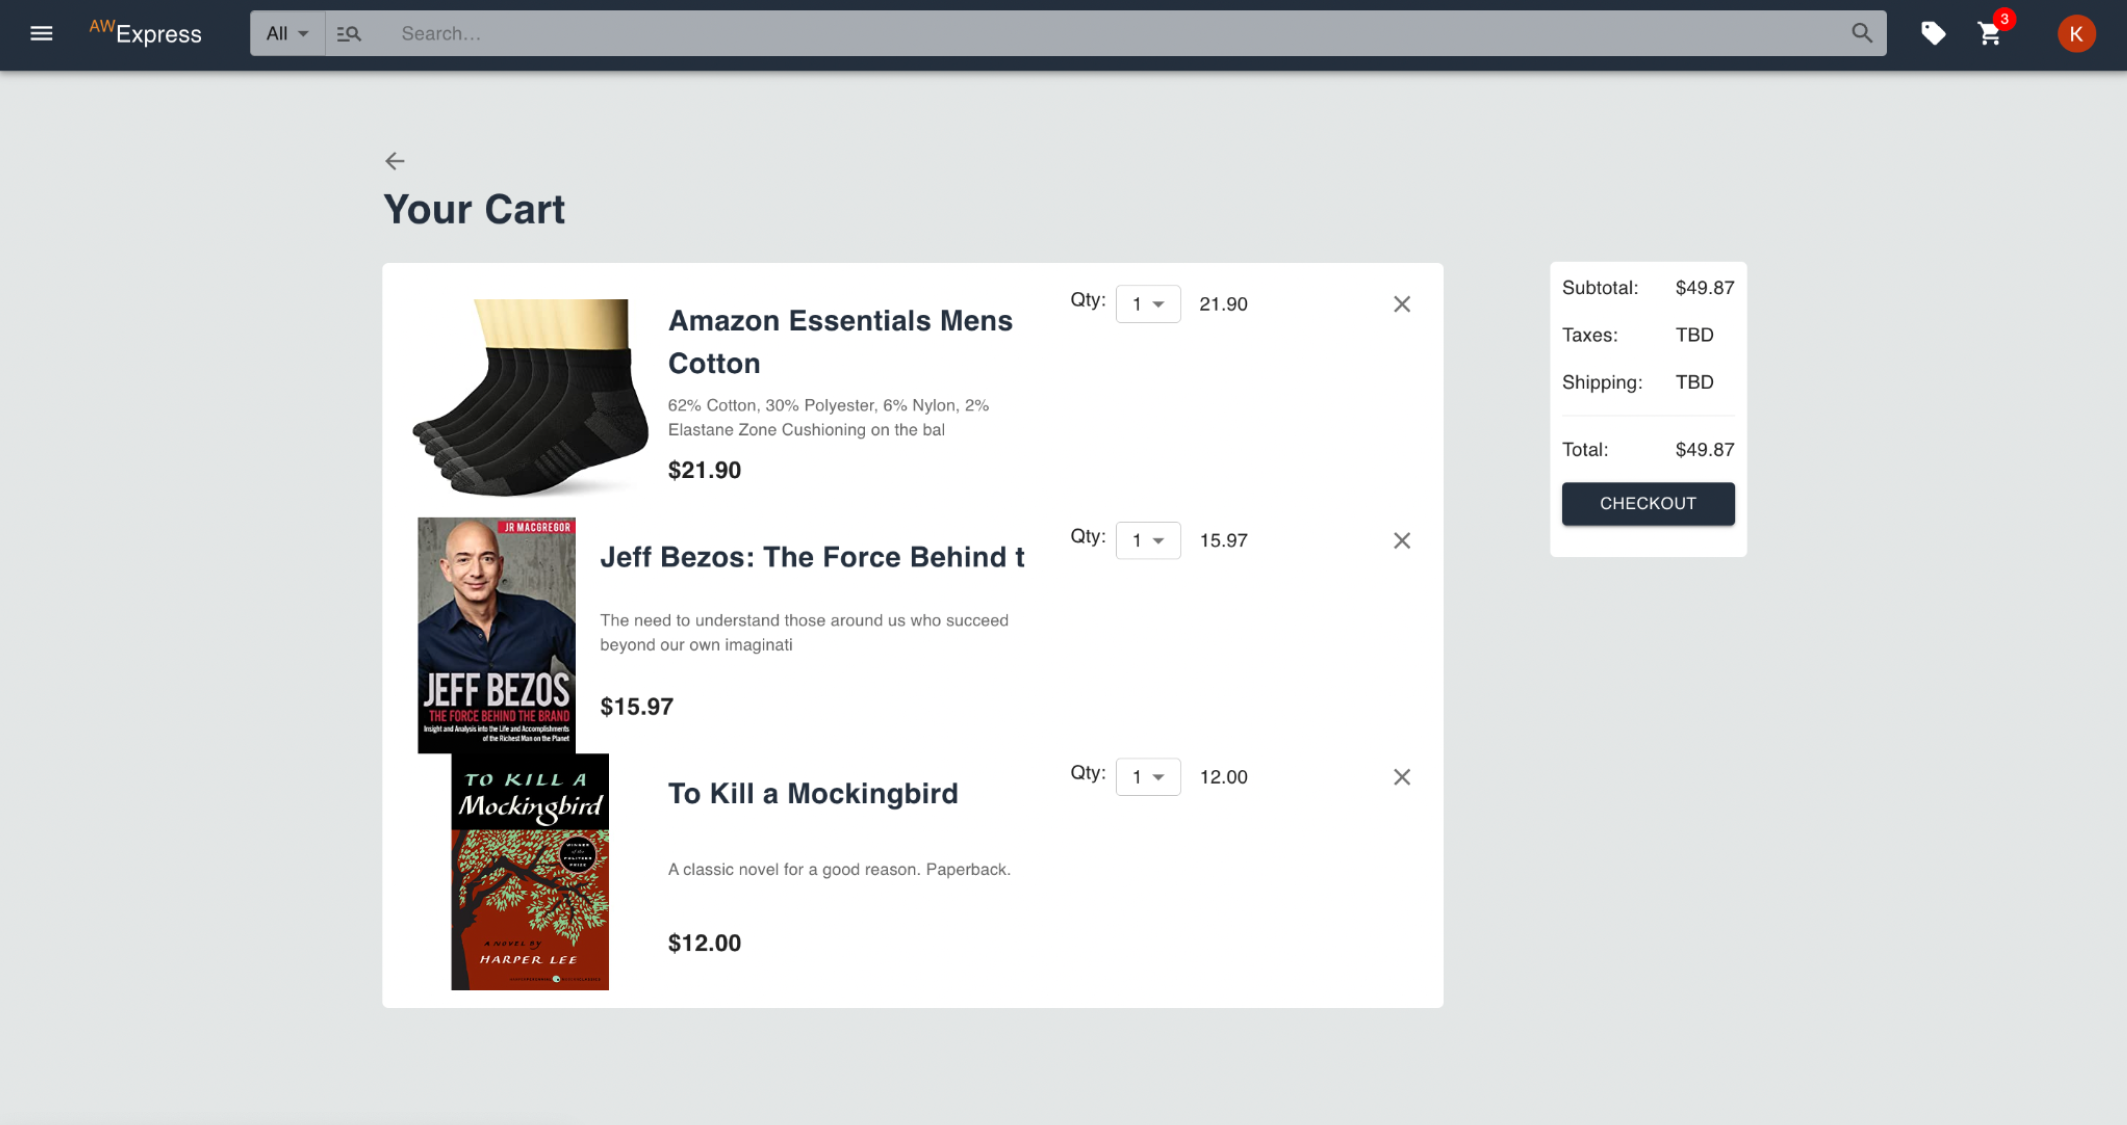 AWExpress
All
Search...
3
K
Your Cart
Amazon Essentials Mens
Cotton
62% Cotton, 30% Polyester, 6% Nylon, 2%
Elastane Zone Cushioning on the bal
$21.90
Qty: 1 21.90
JR MACGREGOR
JEFF BEZOS
THE FORCE BEHIND THE BRAND
Insight and Analysis into the Life and Accomplishments
of the Richest Man on the Planet
Jeff Bezos: The Force Behind t
The need to understand those around us who succeed
beyond our own imaginati
$15.97
Qty: 1 15.97
TO KILL A
Mockingbird
WINNER
of the
PULITZER
PRIZE
A NOVEL BY
HARPER LEE
To Kill a Mockingbird
A classic novel for a good reason. Paperback.
$12.00
Qty: 1 12.00
Subtotal: $49.87
Taxes: TBD
Shipping: TBD
Total: $49.87
CHECKOUT